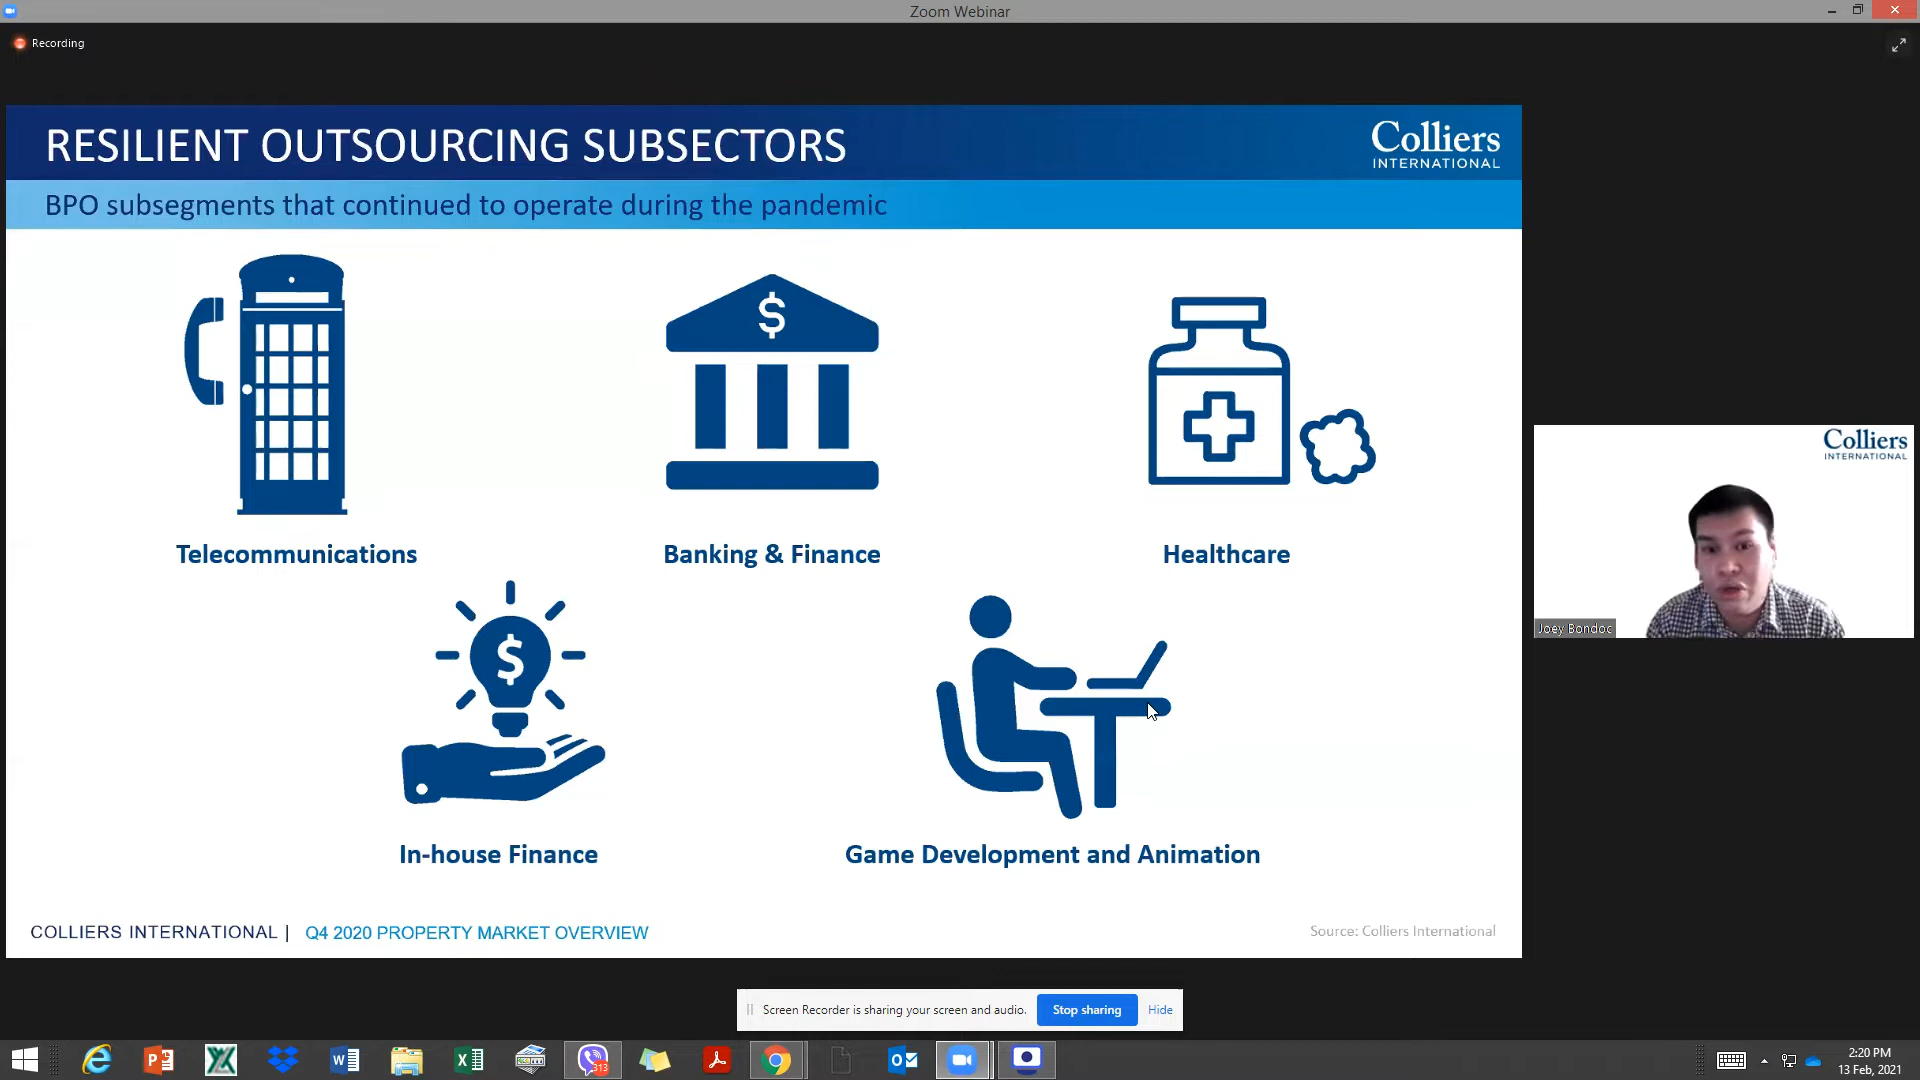 Zoom Webinar
Recording
RESILIENT OUTSOURCING SUBSECTORS
Colliers
INTERNATIONAL
BPO subsegments that continued to operate during the pandemic
$
Telecommunications
Banking & Finance
Healthcare
Colliers
INTERNATIONAL
Joey Bondoc
$
In-house Finance
Game Development and Animation
COLLIERS INTERNATIONAL | Q4 2020 PROPERTY MARKET OVERVIEW
Source: Colliers International
Screen Recorder is sharing your screen and audio. Stop sharing Hide
313
2:20 PM
13 Feb, 2021